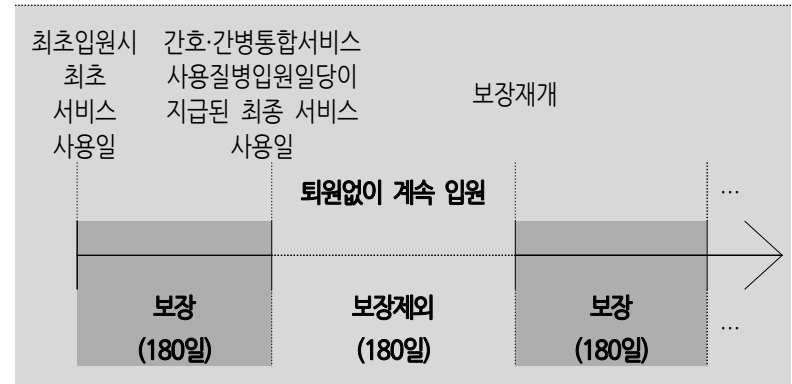 최초입원시
최초
서비스
사용일
간호·간병통합서비스
사용질병입원일당이
지급된 최종 서비스
사용일
보장재개
퇴원없이 계속 입원
...
보장
(180일)
보장제외
(180일)
보장
(180일)
...